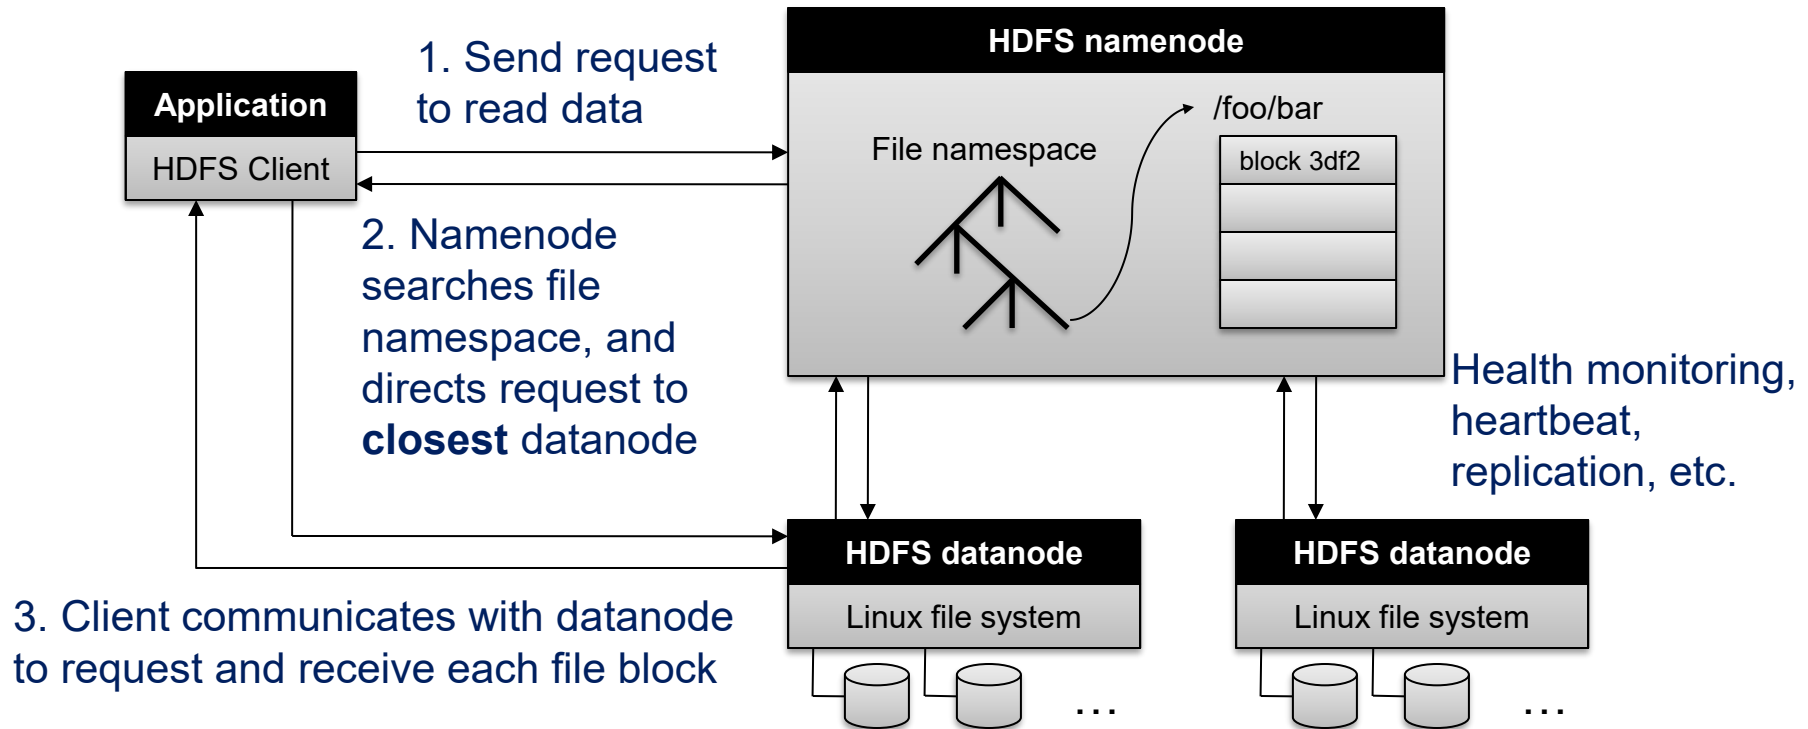 HDFS namenode
1. Send request
to read data
Application
HDFS Client
/foo/bar
File namespace
block 3df2
2. Namenode
searches file
namespace, and
directs request to
closest datanode
Health monitoring,
heartbeat,
replication, etc.
HDFS datanode
Linux file system
...
HDFS datanode
Linux file system
...
3. Client communicates with datanode
to request and receive each file block